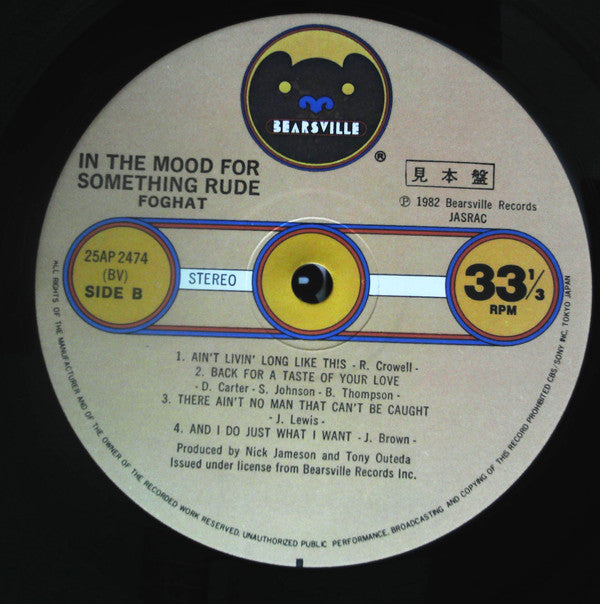 BEARSVILLE
®
IN THE MOOD FOR
SOMETHING RUDE
FOGHAT
見本盤
℗ 1982 Bearsville Records
JASRAC
25AP 2474
(BV)
SIDE B
STEREO
33 1/3
RPM
1. AIN'T LIVIN' LONG LIKE THIS - R. Crowell -
2. BACK FOR A TASTE OF YOUR LOVE
- D. Carter - S. Johnson - B. Thompson -
3. THERE AIN'T NO MAN THAT CAN'T BE CAUGHT
- J. Lewis -
4. AND I DO JUST WHAT I WANT - J. Brown -
Produced by Nick Jameson and Tony Outeda
Issued under license from Bearsville Records Inc.
ALL RIGHTS OF THE MANUFACTURER AND OF THE OWNER OF THE RECORDED WORK RESERVED. UNAUTHORIZED PUBLIC PERFORMANCE, BROADCASTING AND COPYING OF THIS RECORD PROHIBITED CBS/SONY INC. TOKYO JAPAN